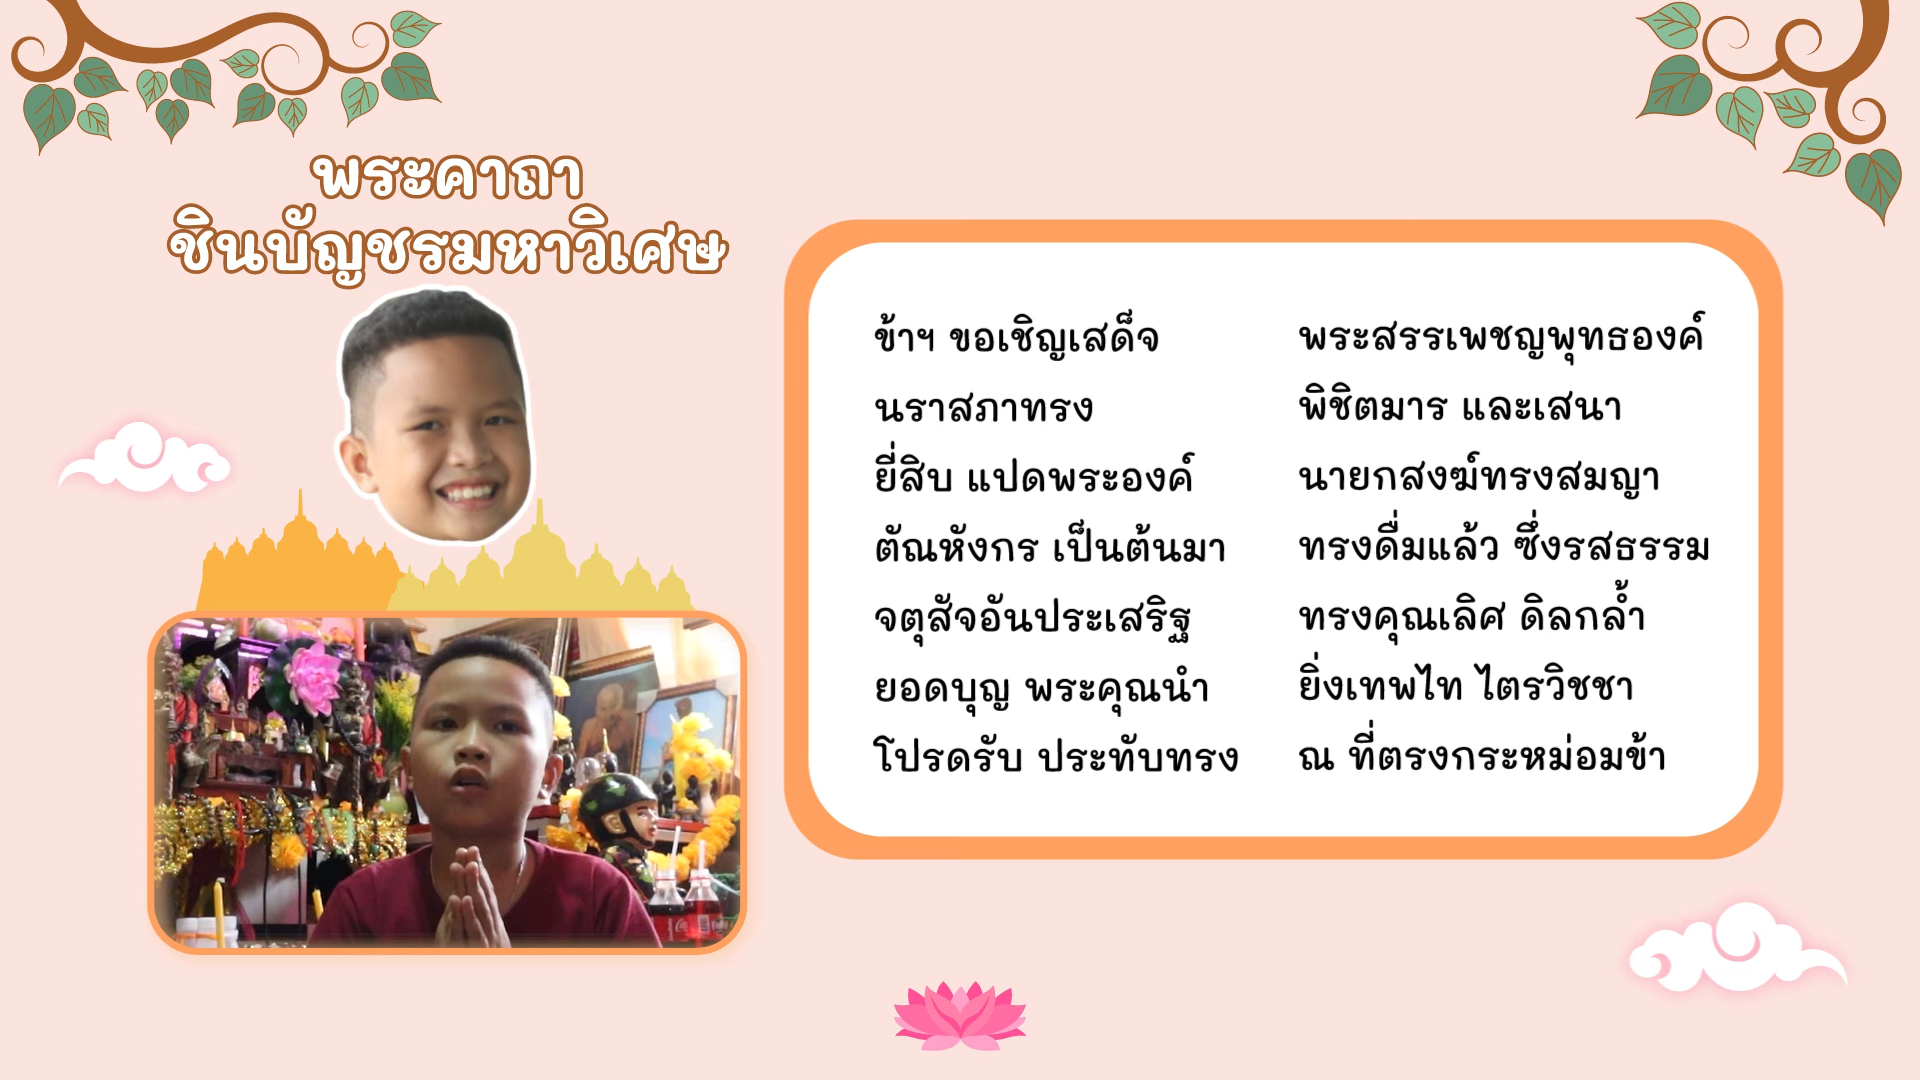 พระคาถา
ชินบัญชรมหาวิเศษ
ข้าฯ ขอเชิญเสด็จ พระสรรเพชญพุทธองค์
นราสภาทรง พิชิตมาร และเสนา
ยี่สิบ แปดพระองค์ นายกสงฆ์ทรงสมญา
ตัณหังกร เป็นต้นมา ทรงดื่มแล้ว ซึ่งรสธรรม
จตุสัจอันประเสริฐ ทรงคุณเลิศ ดิลกล้ำ
ยอดบุญ พระคุณนำ ยิ่งเทพไท ไตรวิชชา
โปรดรับ ประทับทรง ณ ที่ตรงกระหม่อมข้า